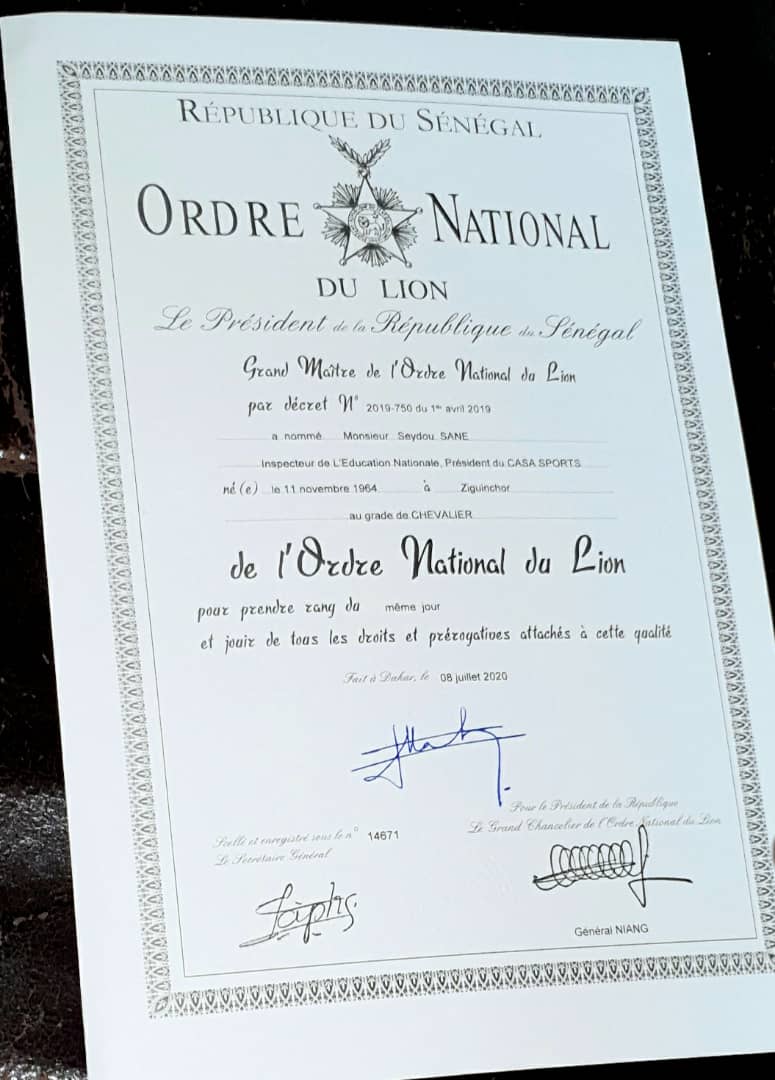 RÉPUBLIQUE DU SÉNÉGAL
ORDRE NATIONAL
DU LION
Le Président de la République du Sénégal
Grand Maître de l'Ordre National du Lion
par décret N° 2019-750 du 1er avril 2019
a nommé Monsieur Seydou SANE
Inspecteur de L'Education Nationale, Président du CASA SPORTS
né (e) le 11 novembre 1964 à Ziguinchor
au grade de CHEVALIER
de l'Ordre National du Lion
pour prendre rang du même jour
et jouir de tous les droits et prérogatives attachés à cette qualité
Fait à Dakar, le 08 juillet 2020
Pour le Président de la République
Le Grand Chancelier de l'Ordre National du Lion
Scellé et enregistré sous le n° 14671
Le Secrétaire Général
Général NIANG